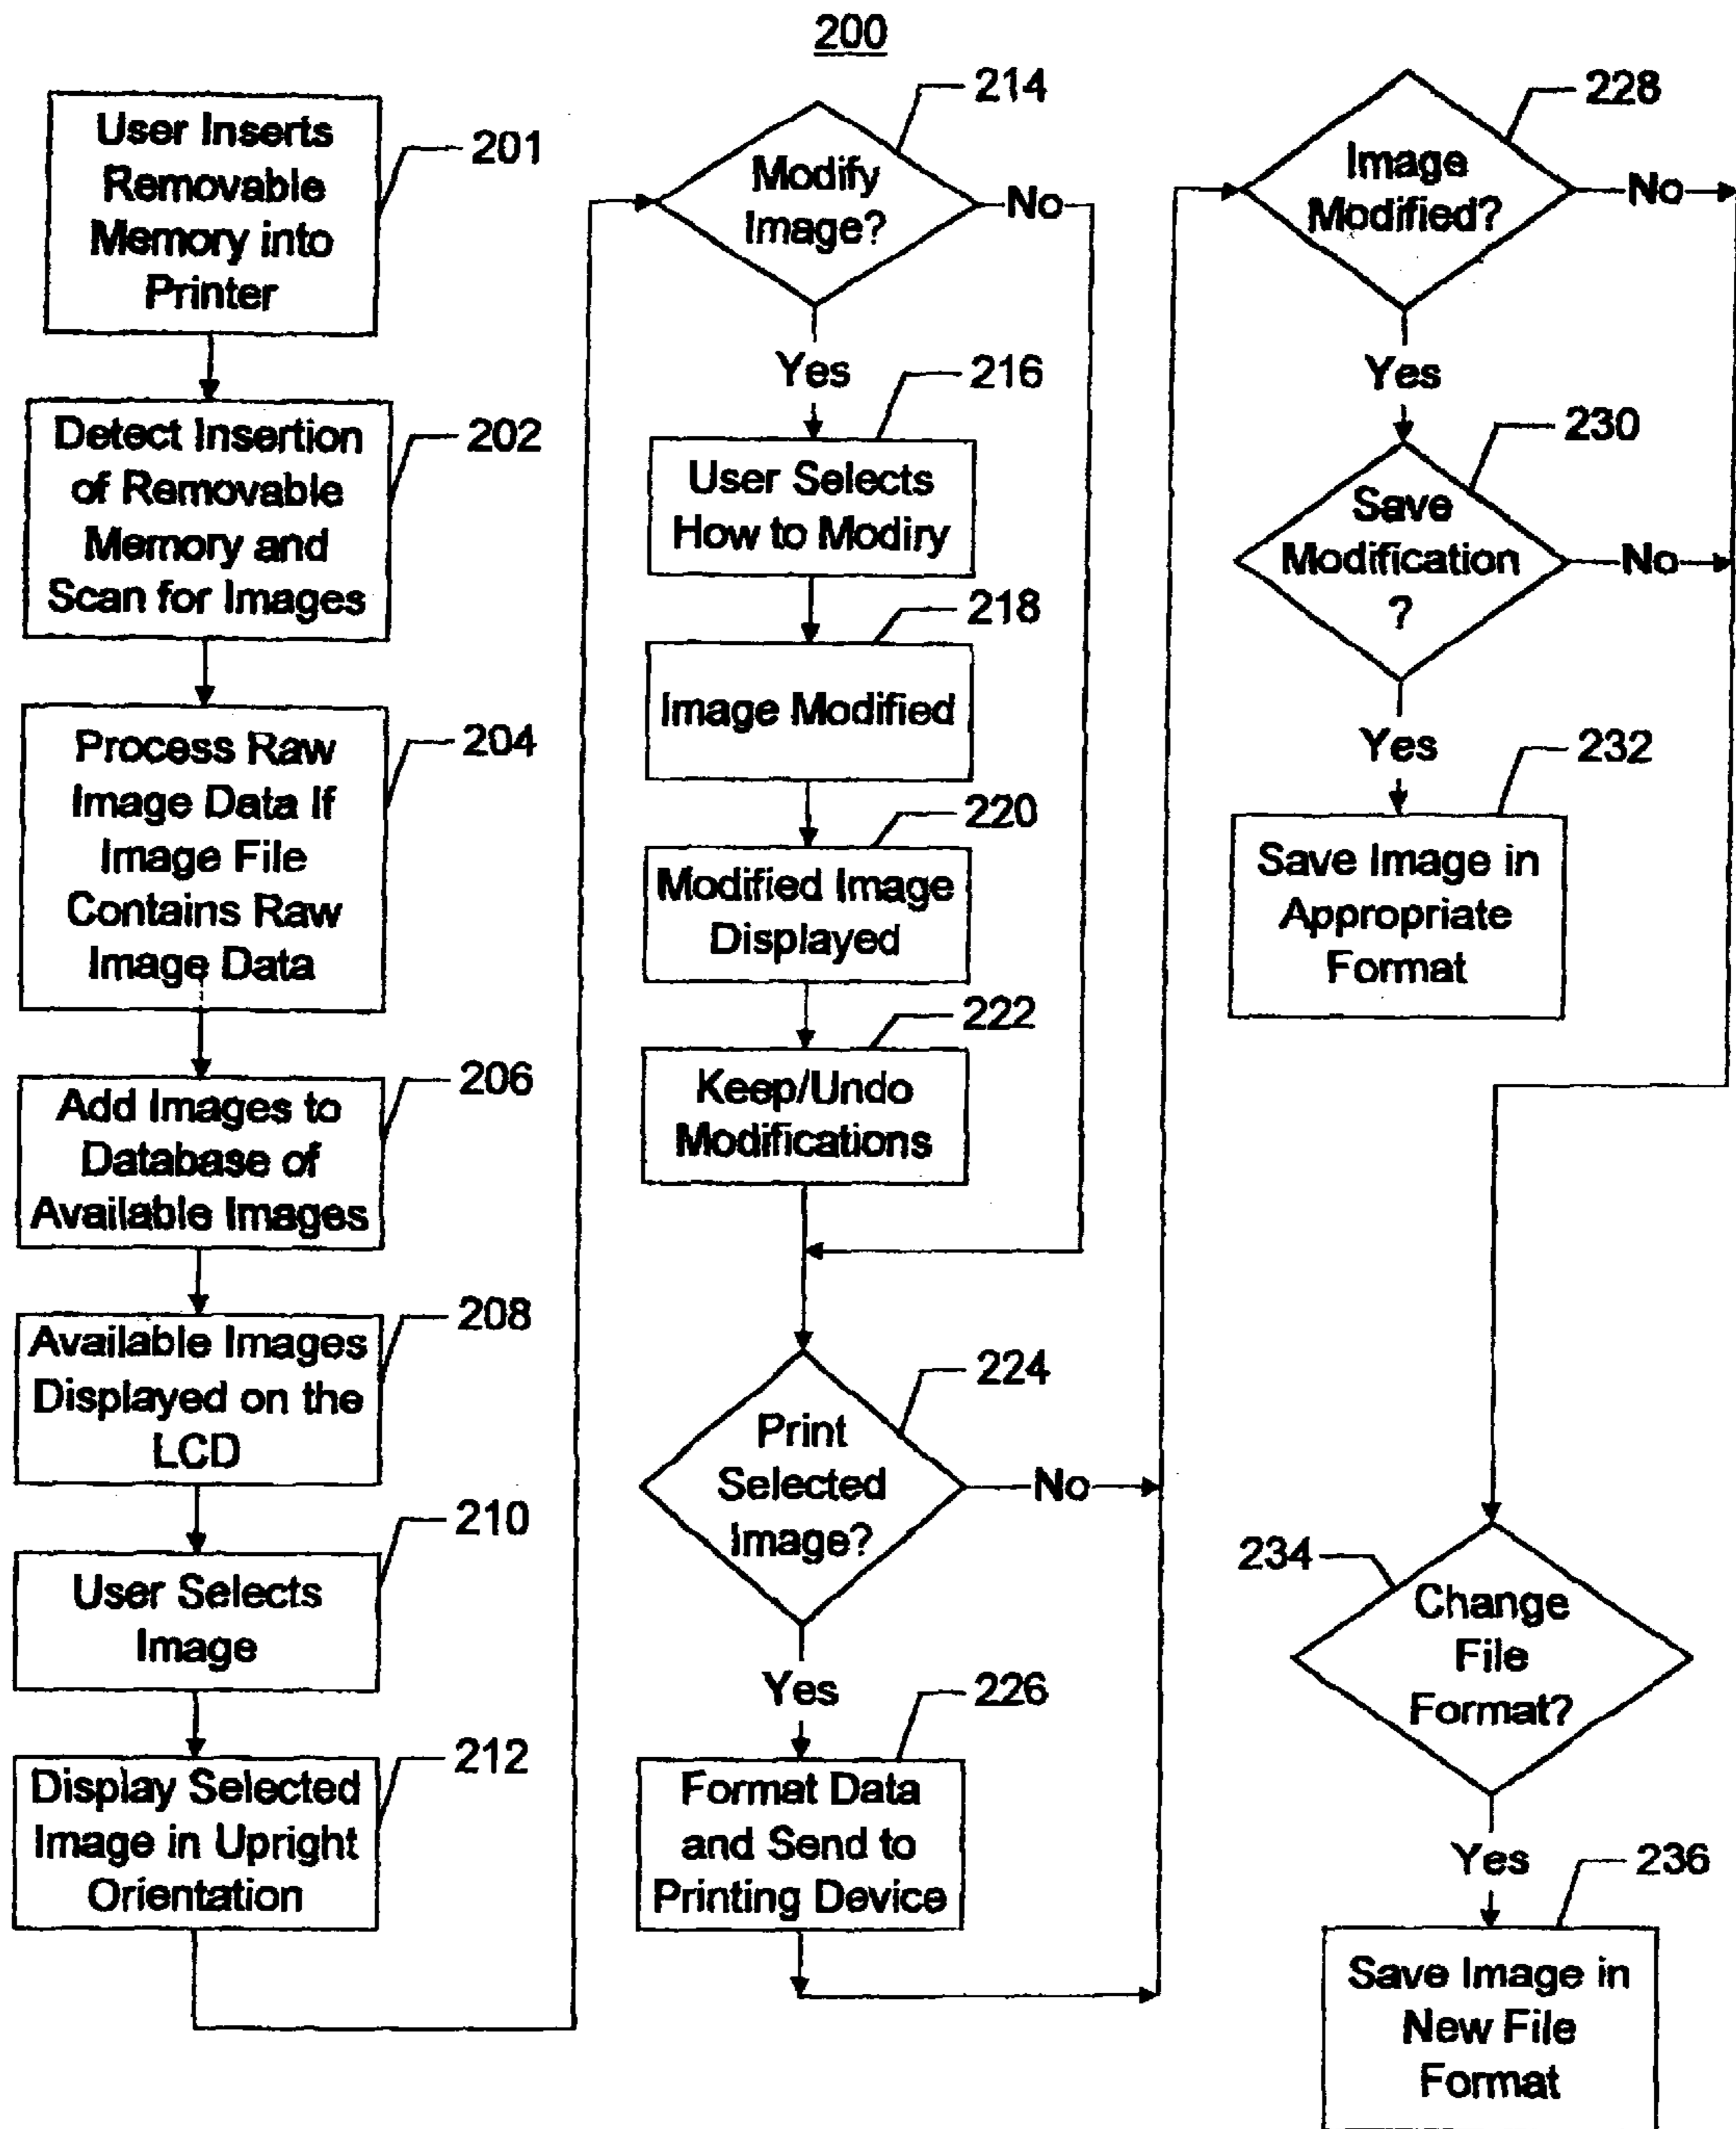 200
User Inserts
Removable
Memory into
Printer
201
Detect Insertion
of Removable
Memory and
Scan for Images
202
Process Raw
Image Data If
Image File
Contains Raw
Image Data
204
Add Images to
Database of
Available Images
206
Available Images
Displayed on the
LCD
208
User Selects
Image
210
Display Selected
Image in Upright
Orientation
212
Modify
Image?
214
No
Yes
User Selects
How to Modiry
216
Image Modified
218
Modified Image
Displayed
220
Keep/Undo
Modifications
222
Print
Selected
Image?
224
No
Yes
Format Data
and Send to
Printing Device
226
Image
Modified?
228
No
Yes
Save
Modification
?
230
No
Yes
Save Image in
Appropriate
Format
232
Change
File
Format?
234
Yes
Save Image in
New File
Format
236